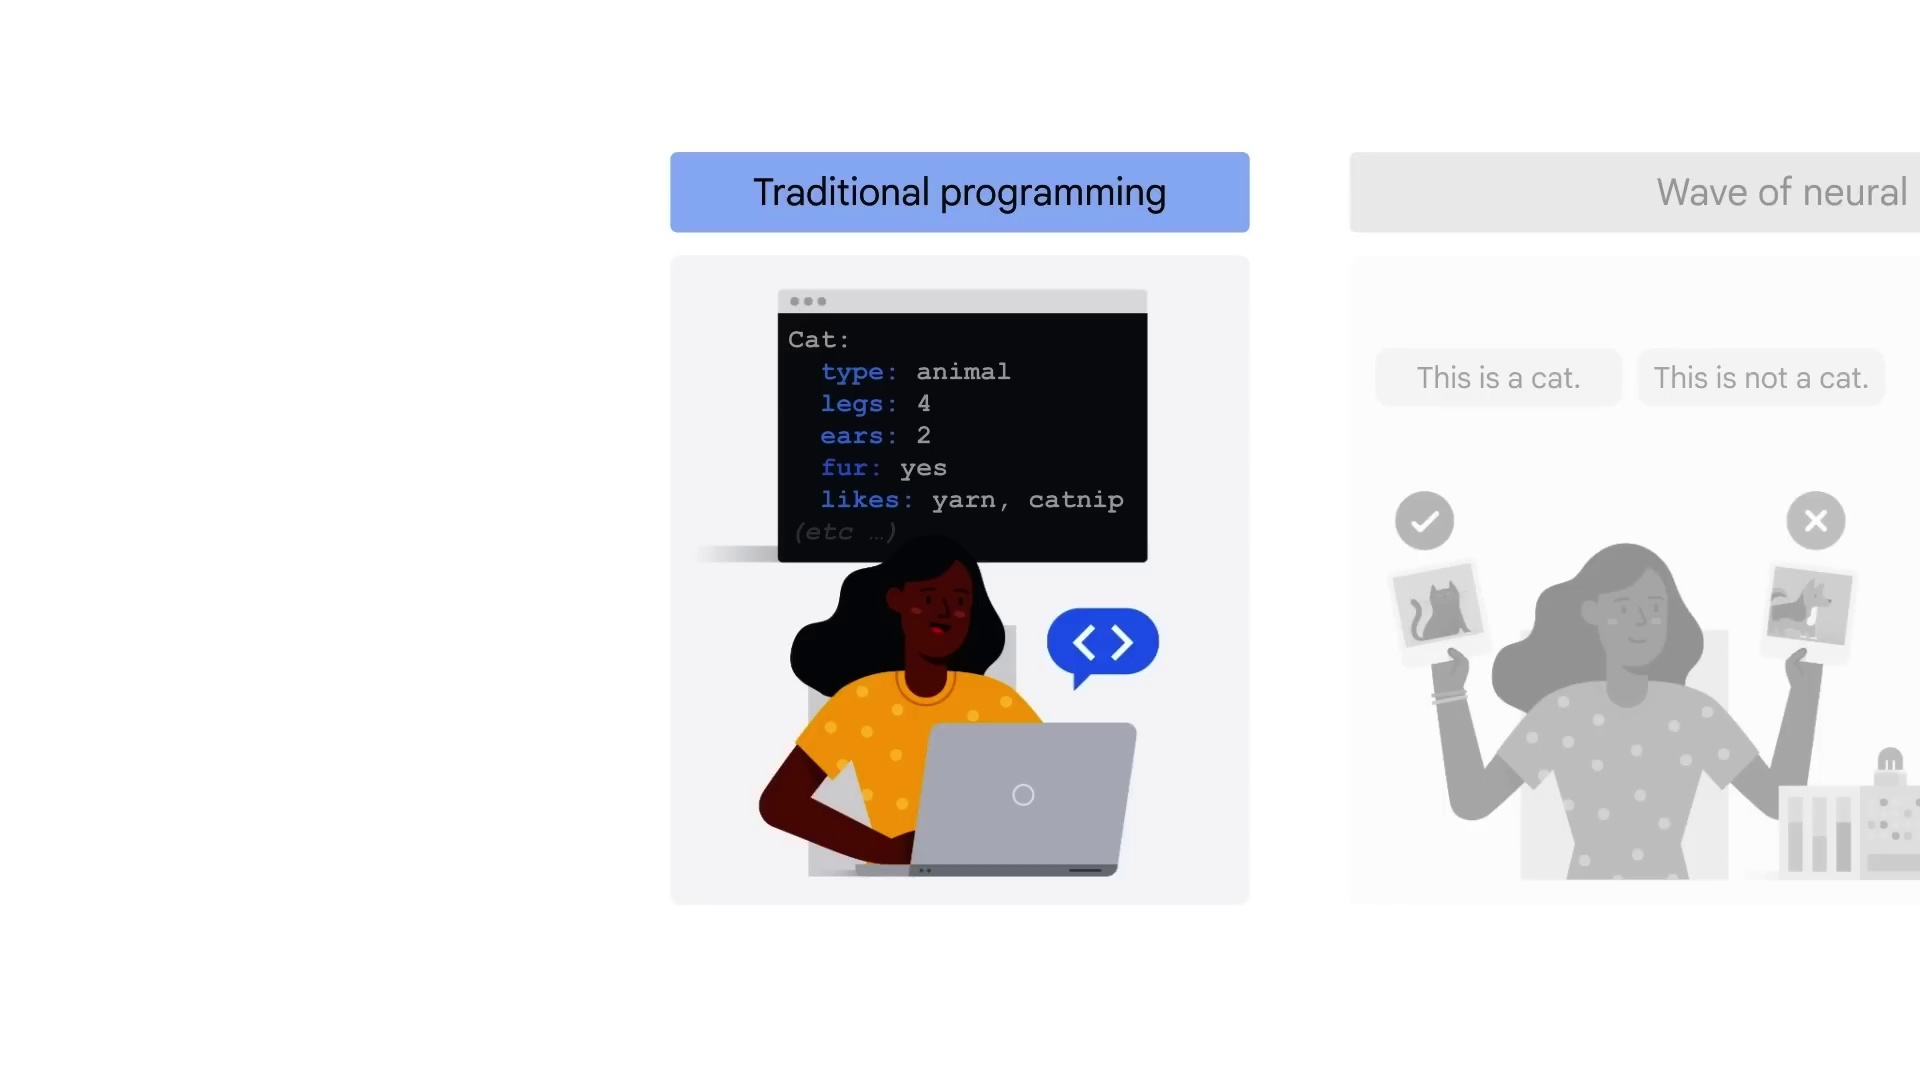 Traditional programming
Cat:
type: animal
legs: 4
ears: 2
fur: yes
likes: yarn, catnip
(etc …)
Wave of neural
This is a cat.
This is not a cat.